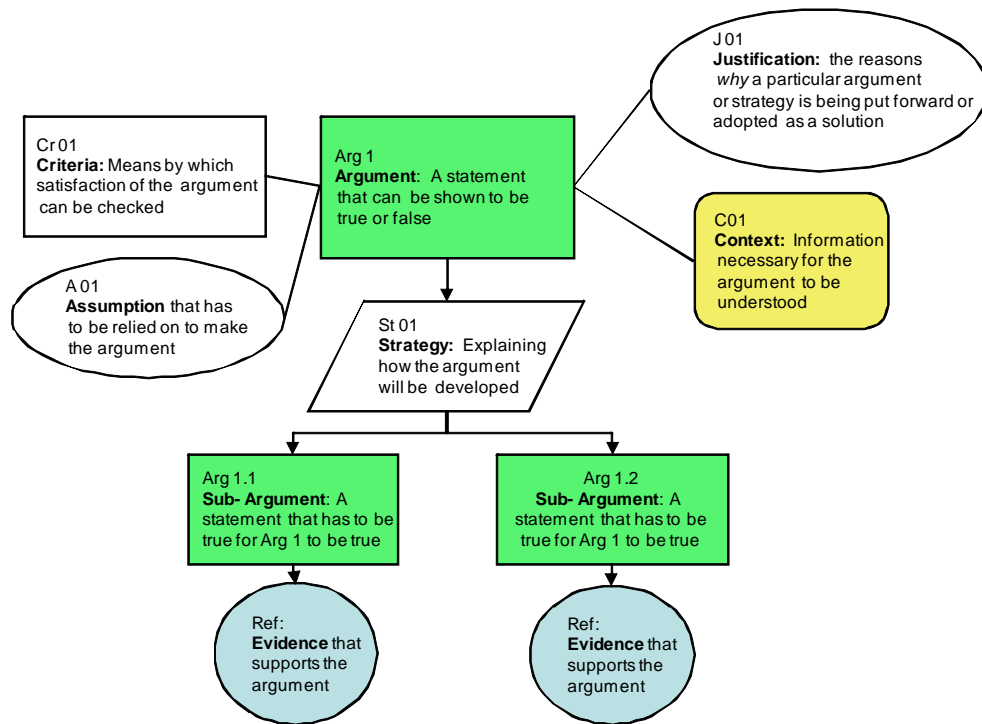 J 01
Justification: the reasons
why a particular argument
or strategy is being put forward or
adopted as a solution
Cr 01
Criteria: Means by which
satisfaction of the argument
can be checked
Arg 1
Argument: A statement
that can be shown to be
true or false
C01
Context: Information
necessary for the
argument to be
understood
A 01
Assumption that has
to be relied on to make
the argument
St 01
Strategy: Explaining
how the argument
will be developed
Arg 1.1
Sub- Argument: A
statement that has to be
true for Arg 1 to be true
Arg 1.2
Sub- Argument: A
statement that has to be
true for Arg 1 to be true
Ref:
Evidence that
supports the
argument
Ref:
Evidence that
supports the
argument